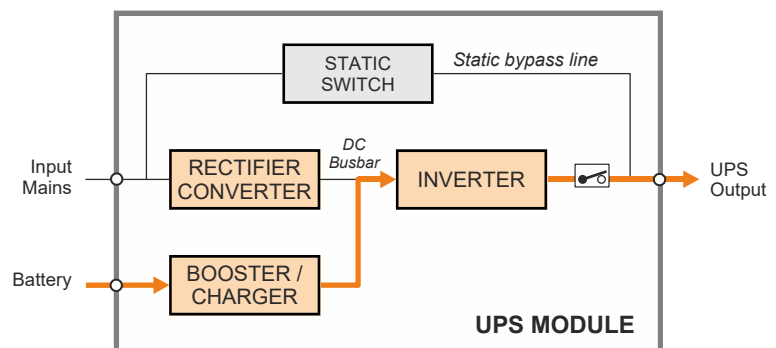 STATIC
SWITCH
Static bypass line
Input
Mains
RECTIFIER
CONVERTER
DC
Busbar
INVERTER
UPS
Output
Battery
BOOSTER /
CHARGER
UPS MODULE